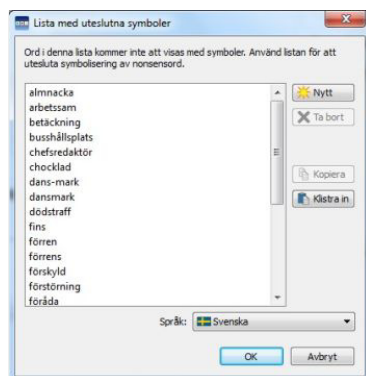 Lista med uteslutna symboler
Ord i denna lista kommer inte att visas med symboler. Använd listan för att
utesluta symbolisering av nonsensord.
almnacka
arbetssam
betäckning
busshållsplats
chefsredaktör
chocklad
dans-mark
dansmark
dödstraff
fins
förren
förrens
förskyld
förstörning
föråda
Nytt
Ta bort
Kopiera
Klistra in
Språk: Svenska
OK Avbryt